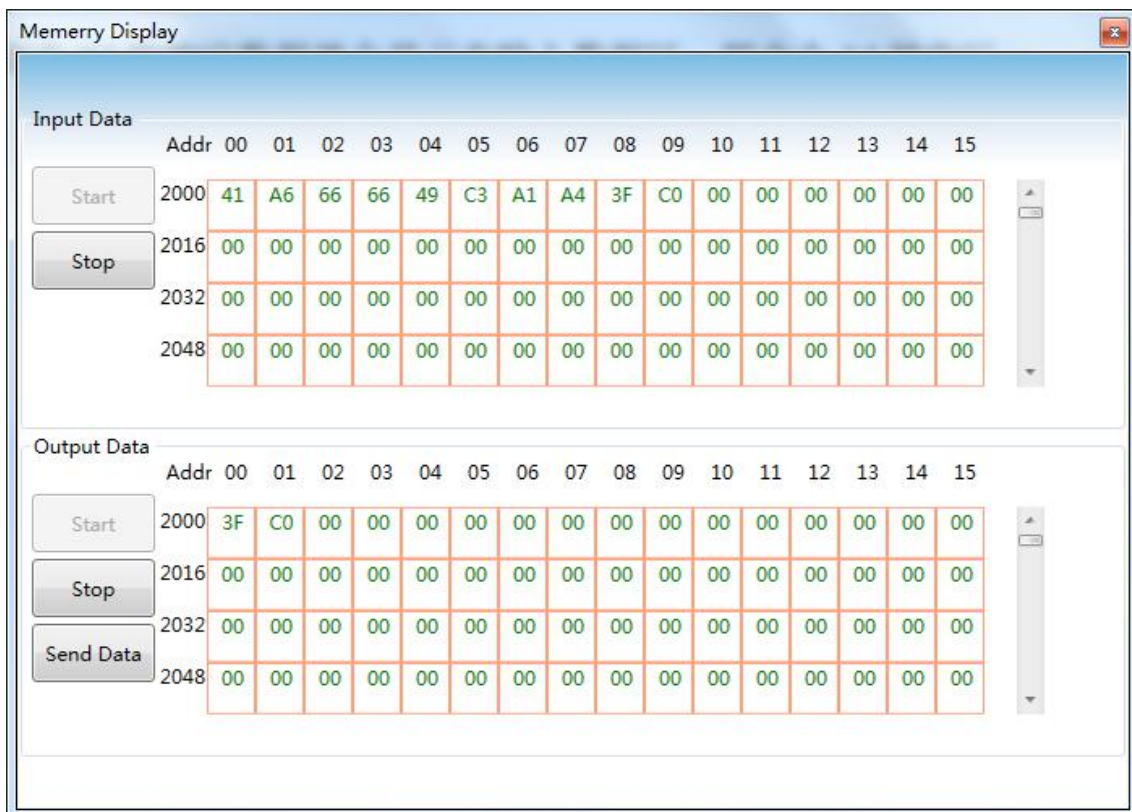 Memerry Display
Input Data
Addr 00 01 02 03 04 05 06 07 08 09 10 11 12 13 14 15
Start 2000 41 A6 66 66 49 C3 A1 A4 3F C0 00 00 00 00 00 00
Stop 2016 00 00 00 00 00 00 00 00 00 00 00 00 00 00 00 00
2032 00 00 00 00 00 00 00 00 00 00 00 00 00 00 00 00
2048 00 00 00 00 00 00 00 00 00 00 00 00 00 00 00 00
Output Data
Addr 00 01 02 03 04 05 06 07 08 09 10 11 12 13 14 15
Start 2000 3F C0 00 00 00 00 00 00 00 00 00 00 00 00 00 00
Stop 2016 00 00 00 00 00 00 00 00 00 00 00 00 00 00 00 00
2032 00 00 00 00 00 00 00 00 00 00 00 00 00 00 00 00
Send Data
2048 00 00 00 00 00 00 00 00 00 00 00 00 00 00 00 00